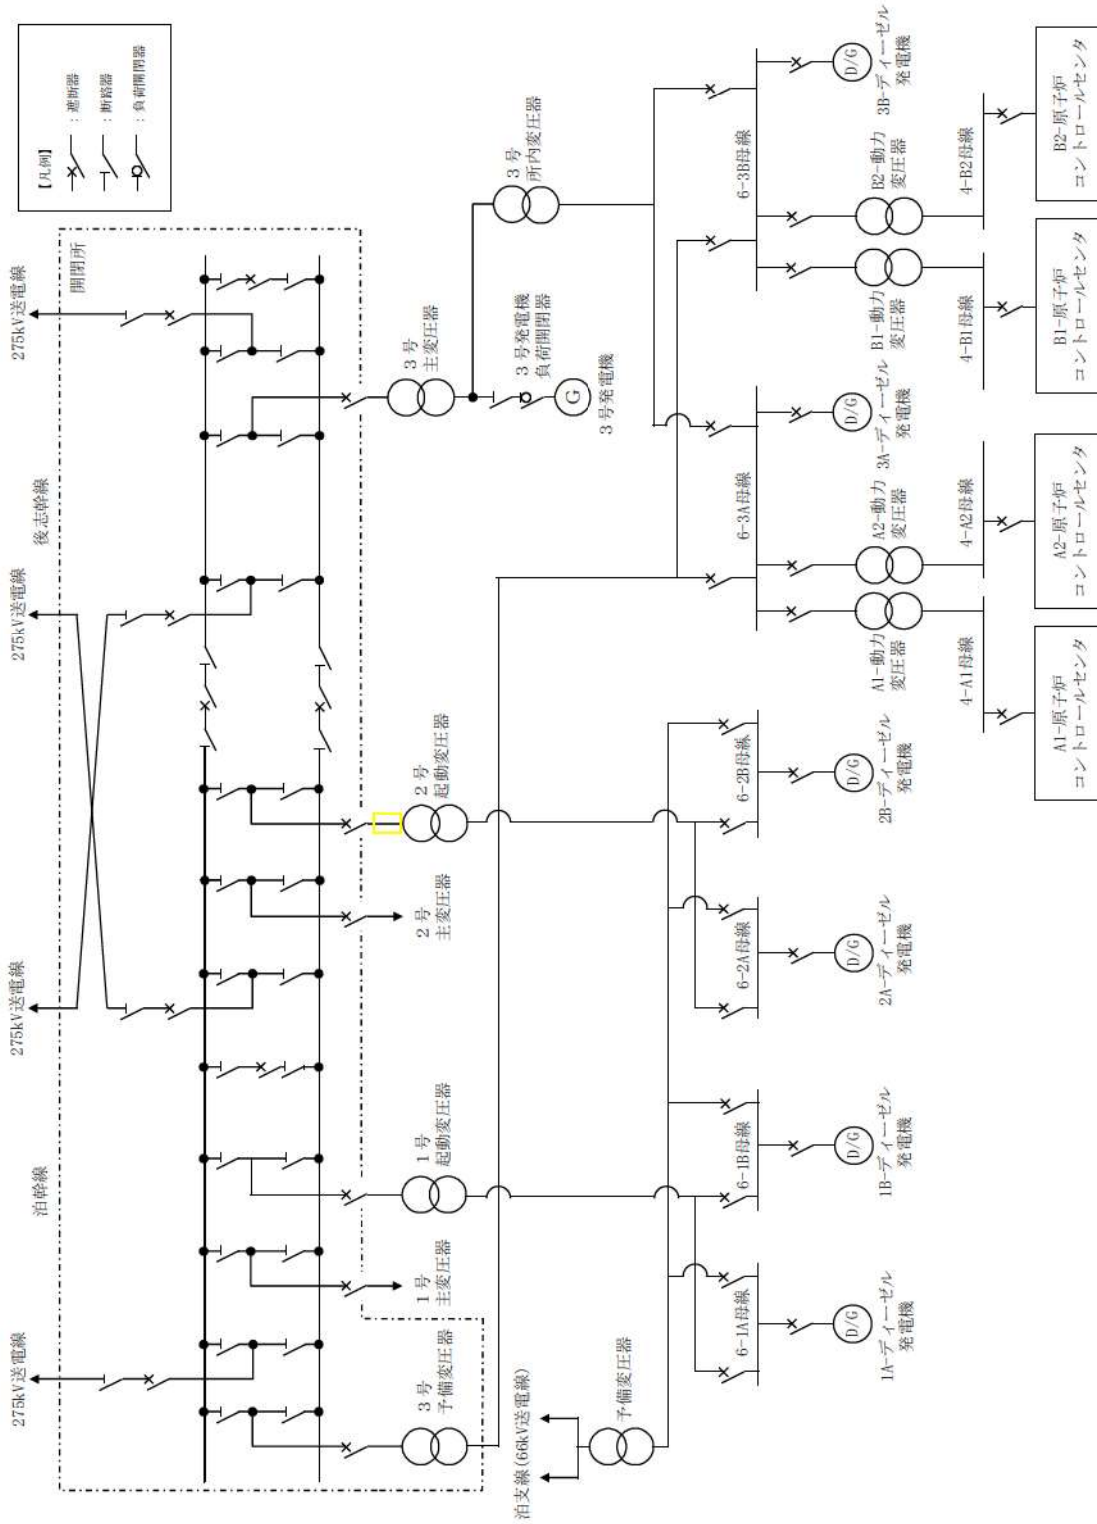 【凡例】
：遮断器
：断路器
：負荷開閉器
275kV送電線
泊幹線
275kV送電線
275kV送電線
後志幹線
275kV送電線
開閉所
3号
予備変圧器
1号
主変圧器
1号
起動変圧器
2号
主変圧器
2号
起動変圧器
3号
主変圧器
3号発電機
負荷開閉器
G
3号発電機
3号
所内変圧器
泊支線(66kV送電線)
予備変圧器
6-1A母線
6-1B母線
6-2A母線
6-2B母線
6-3A母線
6-3B母線
D/G
1A-ディーゼル
発電機
D/G
1B-ディーゼル
発電機
D/G
2A-ディーゼル
発電機
D/G
2B-ディーゼル
発電機
A1-動力
変圧器
A2-動力
変圧器
D/G
3A-ディーゼル
発電機
B1-動力
変圧器
B2-動力
変圧器
D/G
3B-ディーゼル
発電機
4-A1母線
4-A2母線
4-B1母線
4-B2母線
A1-原子炉
コントロールセンタ
A2-原子炉
コントロールセンタ
B1-原子炉
コントロールセンタ
B2-原子炉
コントロールセンタ